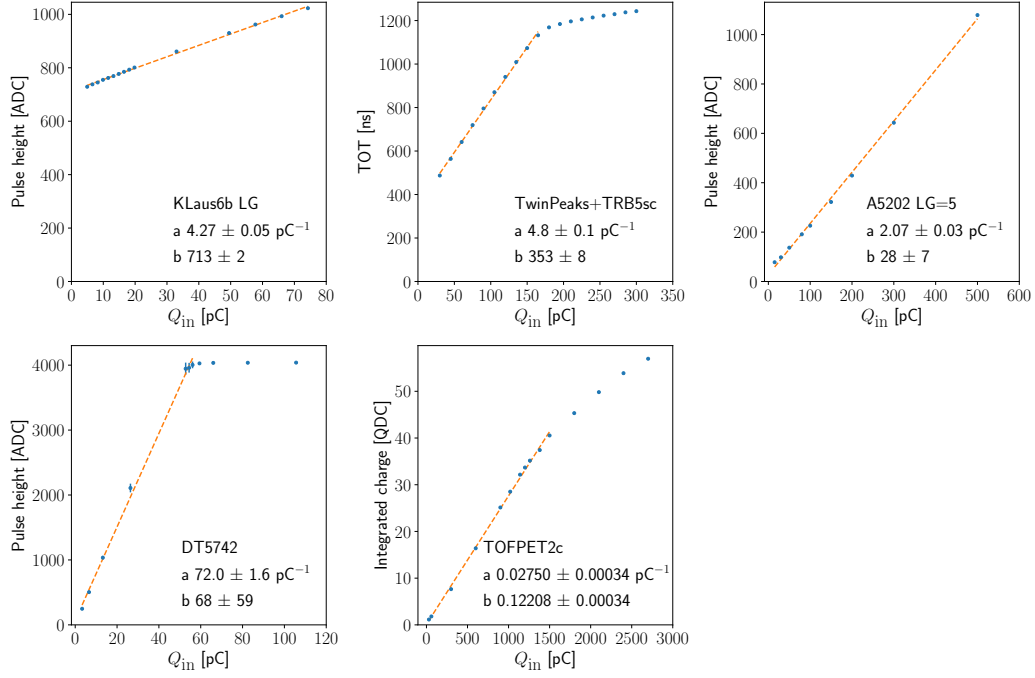 1000
800
600
400
200
0
0 10 20 30 40 50 60 70 80
Pulse height [ADC]
Q_in [pC]
KLaus6b LG
a 4.27 ± 0.05 pC⁻¹
b 713 ± 2
1200
1000
800
600
400
200
0
0 50 100 150 200 250 300 350
TOT [ns]
Q_in [pC]
TwinPeaks+TRB5sc
a 4.8 ± 0.1 pC⁻¹
b 353 ± 8
1000
800
600
400
200
0
0 100 200 300 400 500 600
Pulse height [ADC]
Q_in [pC]
A5202 LG=5
a 2.07 ± 0.03 pC⁻¹
b 28 ± 7
4000
3000
2000
1000
0
0 20 40 60 80 100 120
Pulse height [ADC]
Q_in [pC]
DT5742
a 72.0 ± 1.6 pC⁻¹
b 68 ± 59
50
40
30
20
10
0
0 500 1000 1500 2000 2500 3000
Integrated charge [QDC]
Q_in [pC]
TOFPET2c
a 0.02750 ± 0.00034 pC⁻¹
b 0.12208 ± 0.00034